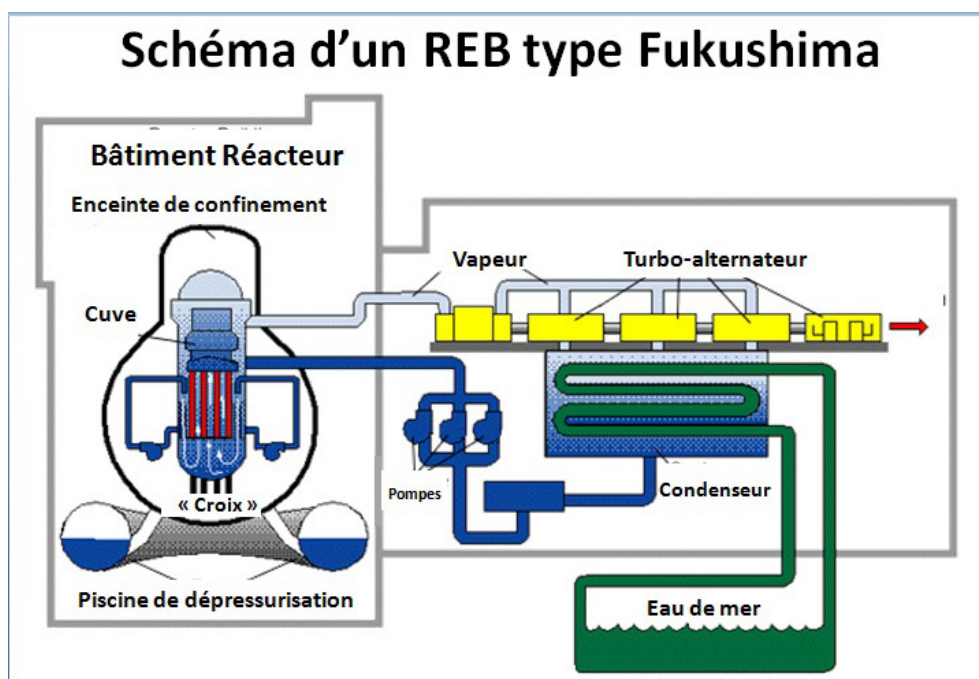 Schéma d'un REB type Fukushima
Bâtiment Réacteur
Enceinte de confinement
Vapeur
Turbo-alternateur
Cuve
Pompes
Condenseur
« Croix »
Piscine de dépressurisation
Eau de mer